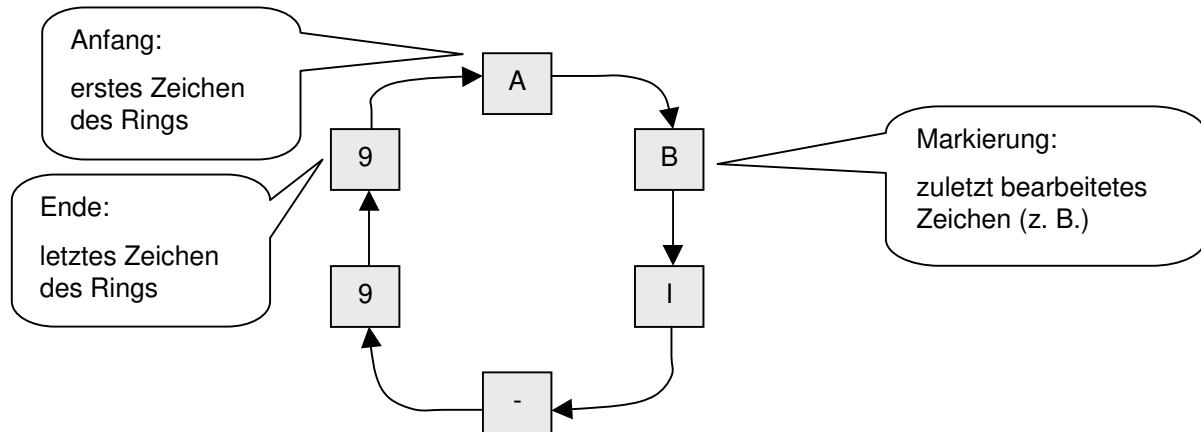 Anfang:
erstes Zeichen
des Rings
A
9
B
Markierung:
zuletzt bearbeitetes
Zeichen (z. B.)
Ende:
letztes Zeichen
des Rings
9
I
-